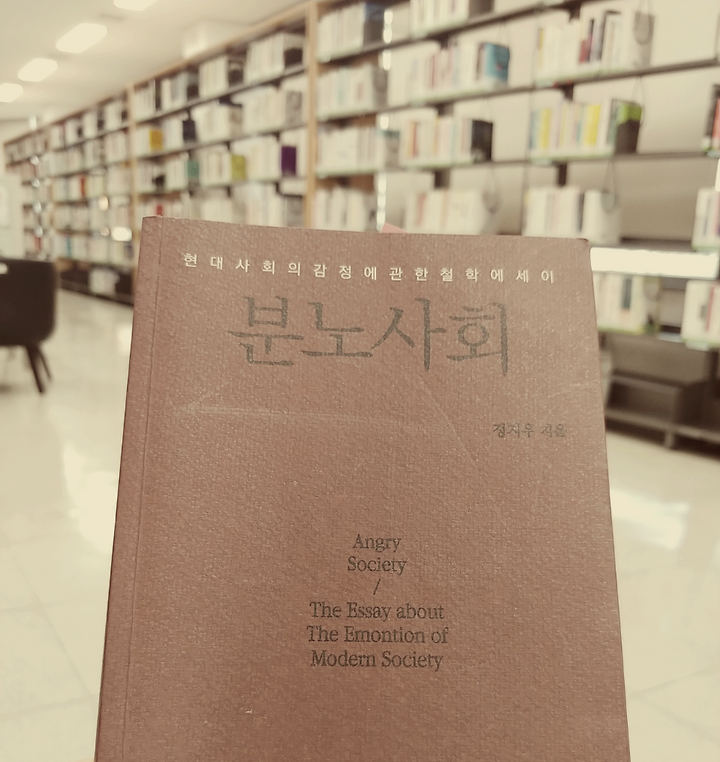 현대사회의감정에관한철학에세이
분노사회
정지우 지음
Angry
Society
/
The Essay about
The Emontion of
Modern Society